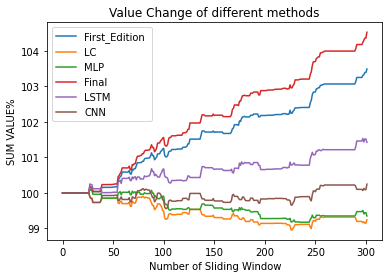 Value Change of different methods
First_Edition
LC
MLP
Final
LSTM
CNN
SUM VALUE%
104
103
102
101
100
99
0 50 100 150 200 250 300
Number of Sliding Window